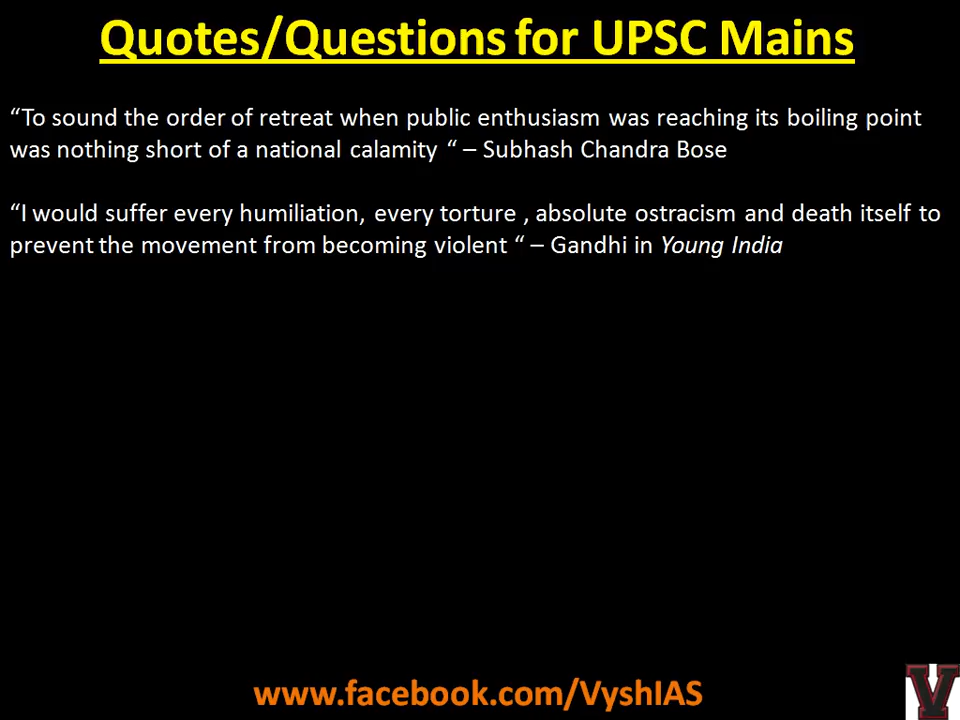 Quotes/Questions for UPSC Mains
“To sound the order of retreat when public enthusiasm was reaching its boiling point
was nothing short of a national calamity “ – Subhash Chandra Bose
“I would suffer every humiliation, every torture , absolute ostracism and death itself to
prevent the movement from becoming violent “ – Gandhi in Young India
www.facebook.com/VyshIAS
V